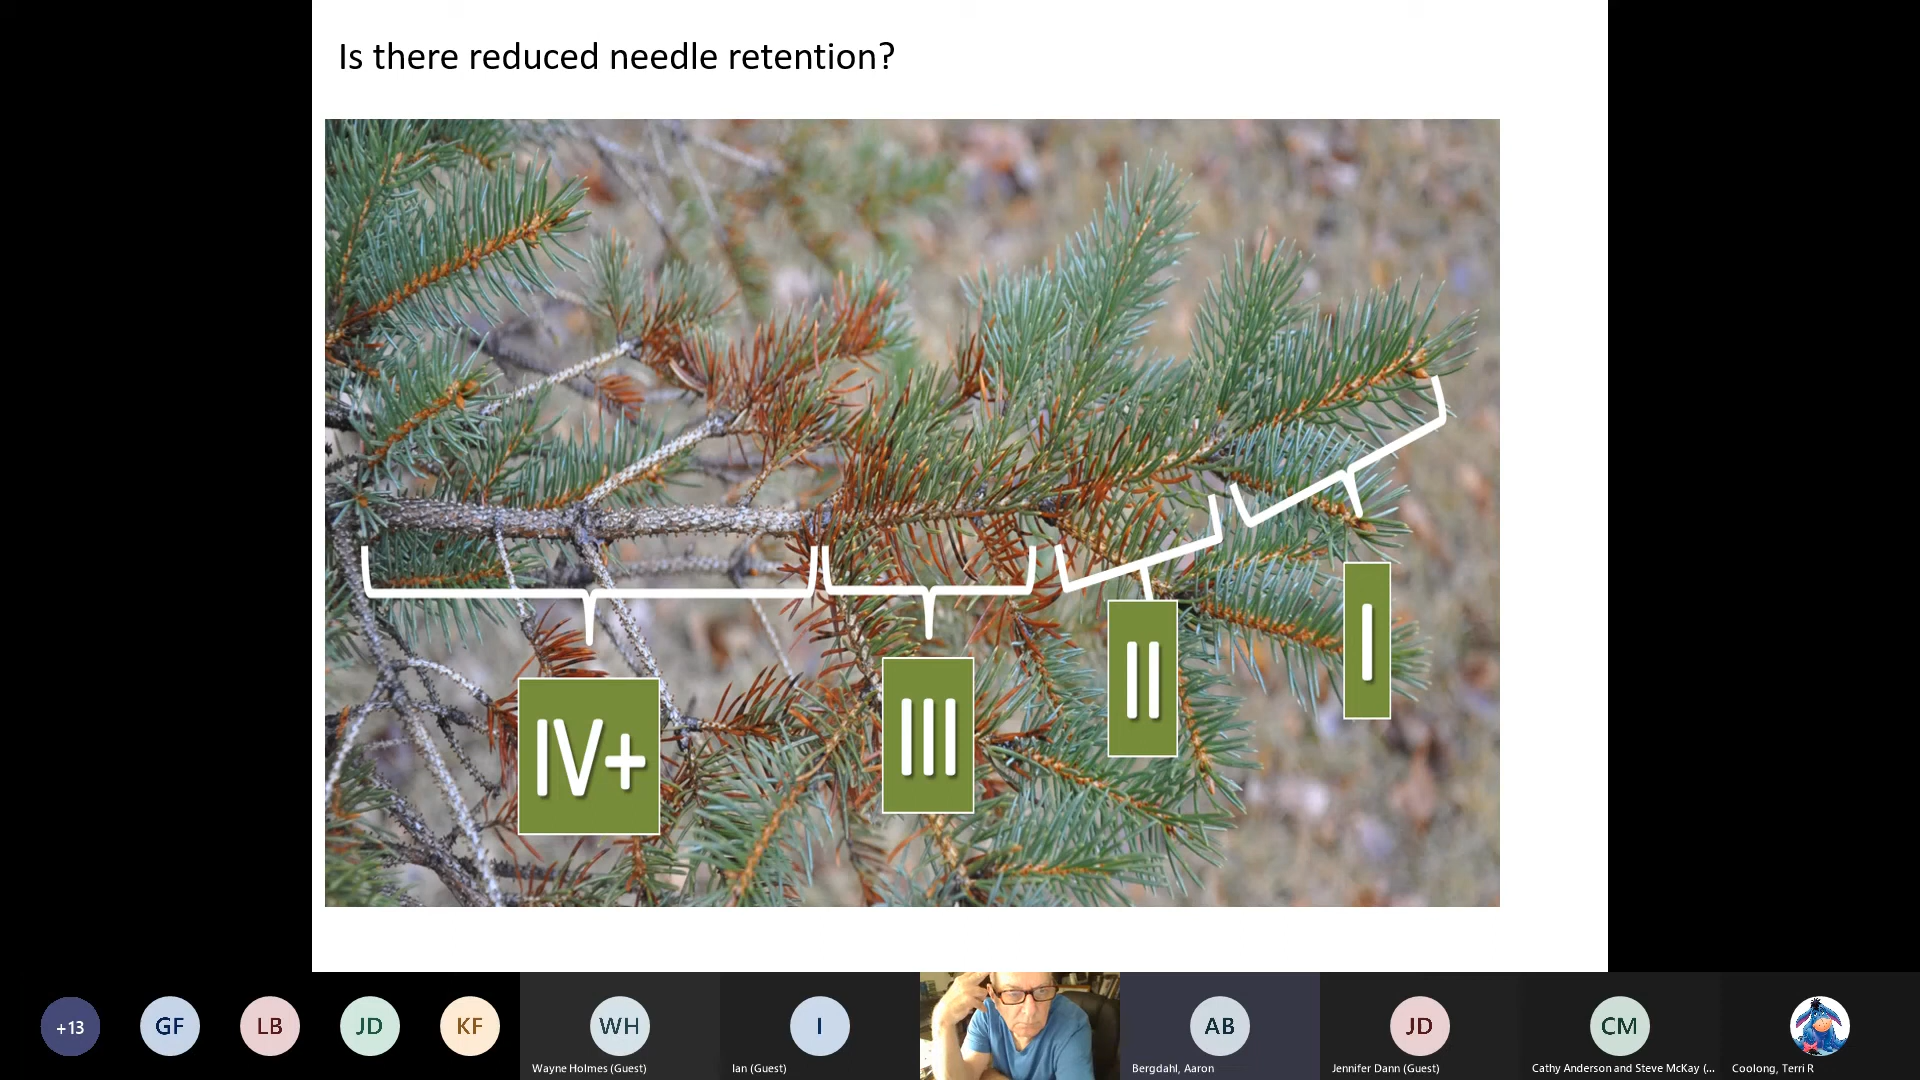 Is there reduced needle retention?
IV+
III
II
I
+13
GF
LB
JD
KF
WH
I
AB
JD
CM
Wayne Holmes (Guest)
Ian (Guest)
Bergdahl, Aaron
Jennifer Dann (Guest)
Cathy Anderson and Steve McKay (...
Coolong, Terri R